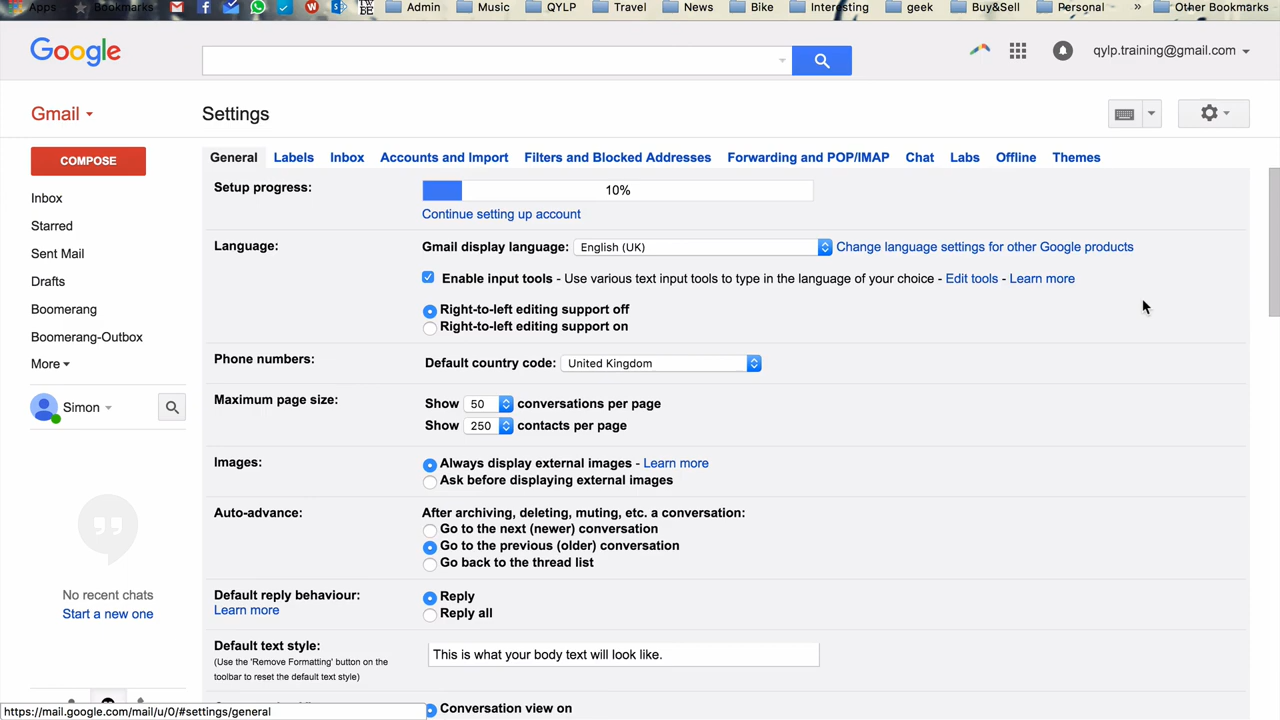 Apps Bookmarks Admin Music QYLP Travel News Bike Interesting geek Buy&Sell Personal » Other Bookmarks
Google qylp.training@gmail.com
Gmail Settings
COMPOSE
General Labels Inbox Accounts and Import Filters and Blocked Addresses Forwarding and POP/IMAP Chat Labs Offline Themes
Inbox
Starred
Sent Mail
Drafts
Boomerang
Boomerang-Outbox
More
Simon
No recent chats
Start a new one
Setup progress: 10%
Continue setting up account
Language: Gmail display language: English (UK) Change language settings for other Google products
Enable input tools - Use various text input tools to type in the language of your choice - Edit tools - Learn more
Right-to-left editing support off
Right-to-left editing support on
Phone numbers: Default country code: United Kingdom
Maximum page size: Show 50 conversations per page
Show 250 contacts per page
Images: Always display external images - Learn more
Ask before displaying external images
Auto-advance: After archiving, deleting, muting, etc. a conversation:
Go to the next (newer) conversation
Go to the previous (older) conversation
Go back to the thread list
Default reply behaviour: Reply
Learn more Reply all
Default text style: This is what your body text will look like.
(Use the 'Remove Formatting' button on the
toolbar to reset the default text style)
Conversation view on
https://mail.google.com/mail/u/0/#settings/general